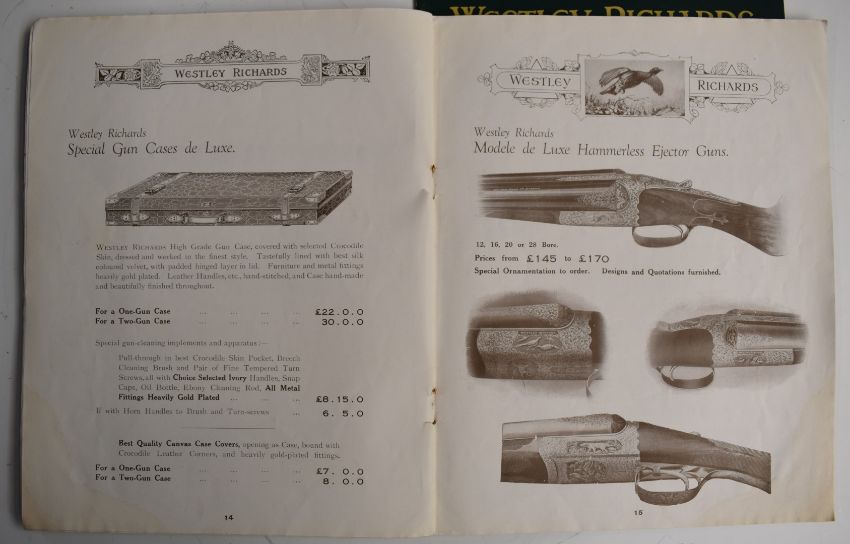 WESTLEY RICHARDS
WESTLEY RICHARDS
Westley Richards
Special Gun Cases de Luxe.
WESTLEY RICHARDS High Grade Gun Case, covered with selected Crocodile
Skin, dressed and worked in the finest style. Tastefully lined with best silk
coloured velvet, with padded hinged layer in lid. Furniture and metal fittings
heavily gold plated. Leather Handles, etc., hand-stitched, and Case hand-made
and beautifully finished throughout.
For a One-Gun Case ... ... ... ... £22.0.0
For a Two-Gun Case ... ... ... ... 30.0.0
Special gun-cleaning implements and apparatus:—
Pull-through in best Crocodile Skin Pocket, Breech
Cleaning Brush and Pair of Fine Tempered Turn
Screws, all with Choice Selected Ivory Handles, Snap
Caps, Oil Bottle, Ebony Cleaning Rod, All Metal
Fittings Heavily Gold Plated ... ... ... £8.15.0
If with Horn Handles to Brush and Turn-screws ... 6. 5.0
Best Quality Canvas Case Covers, opening as Case, bound with
Crocodile Leather Corners, and heavily gold-plated fittings.
For a One-Gun Case ... ... ... ... £7. 0.0
For a Two-Gun Case ... ... ... ... 8. 0.0
14
WESTLEY RICHARDS
Westley Richards
Modele de Luxe Hammerless Ejector Guns.
12, 16, 20 or 28 Bore.
Prices from £145 to £170
Special Ornamentation to order. Designs and Quotations furnished.
15